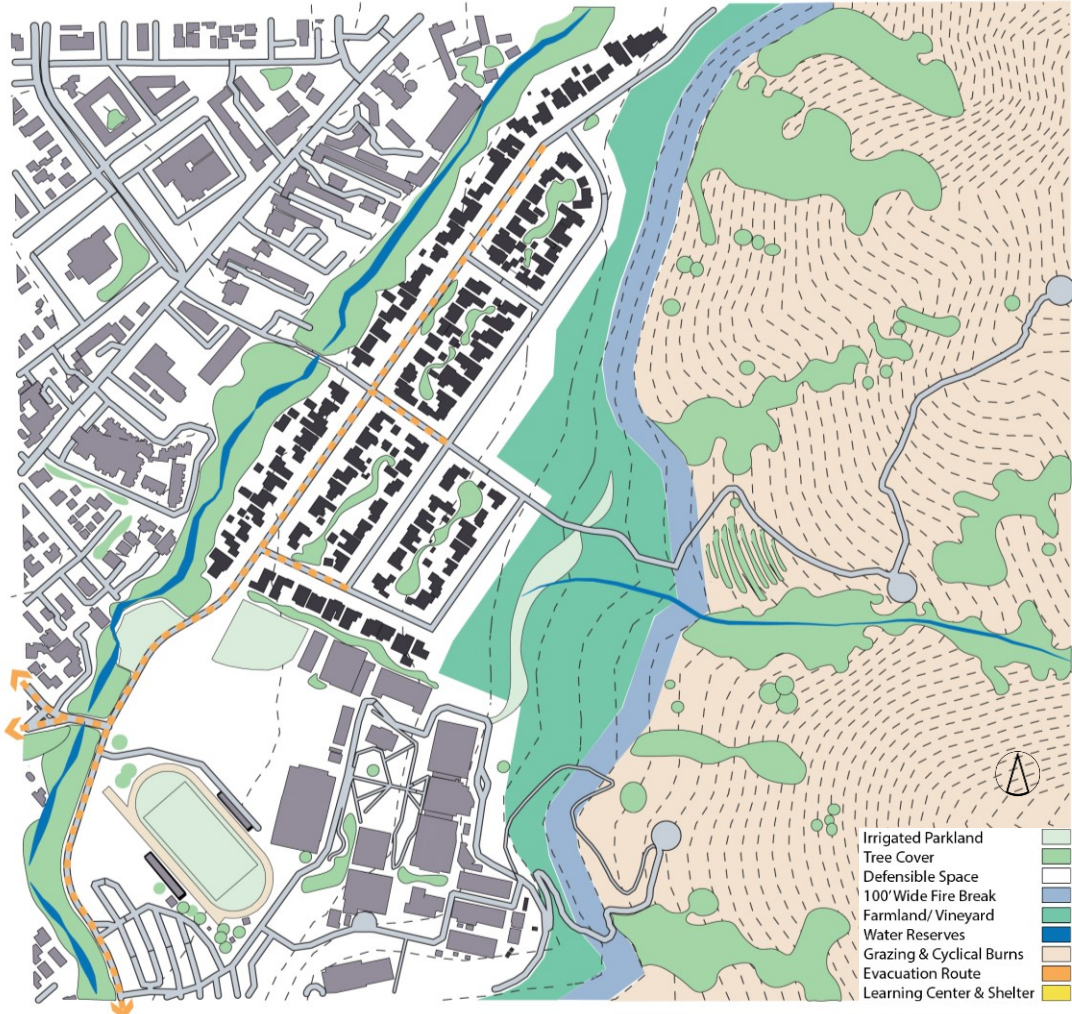 Irrigated Parkland
Tree Cover
Defensible Space
100' Wide Fire Break
Farmland/ Vineyard
Water Reserves
Grazing & Cyclical Burns
Evacuation Route
Learning Center & Shelter